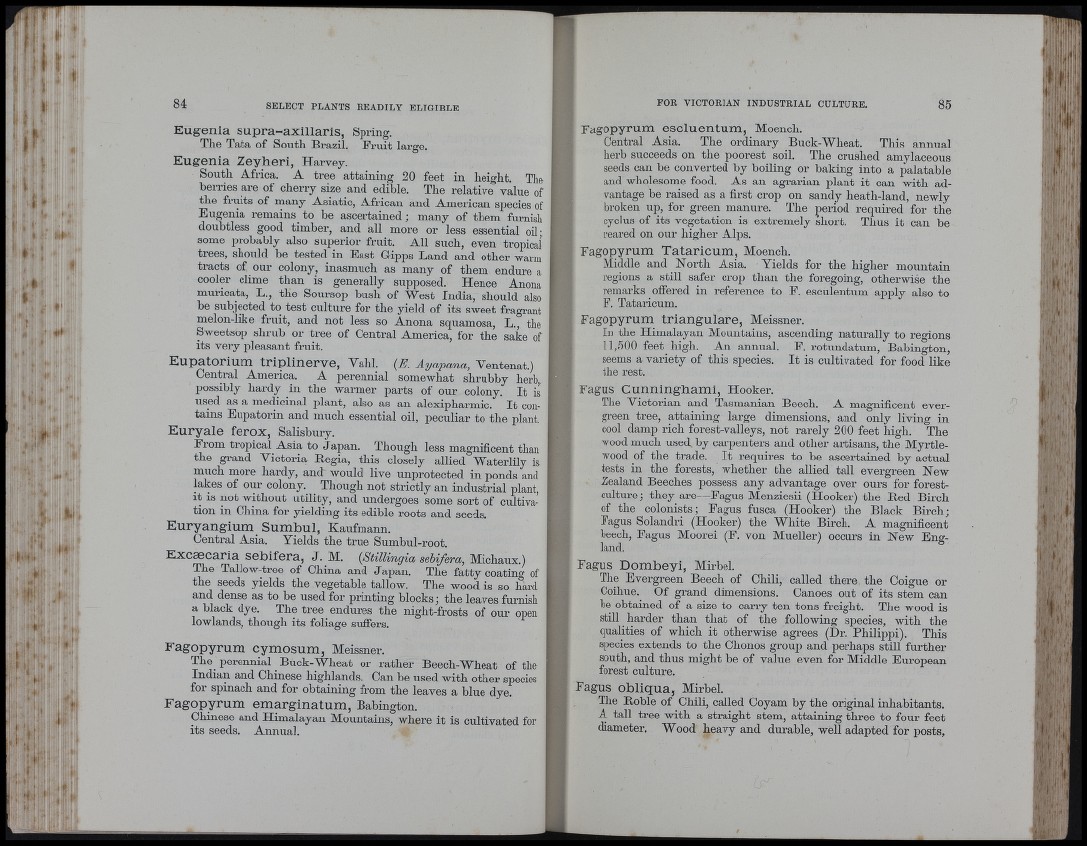 84
SELECT PLANTS READILY ELIGIBLE
Eugenia supra-axillaris, Spring.
The Tata of South Brazil. Fruit large.
Eugenia Zeyheri, Harvey.
South Africa. A tree attaining 20 feet in height. The
berries are of cherry size and edible. The relative value of
the fruits of many Asiatic, African and American species of
Eugenia remains to be ascertained; many of them furnish
doubtless good timber, and all more or less essential oil;
some probably also superior fruit. All such, even tropical
trees, should be tested in East Gipps Land and other warm
tracts of our colony, inasmuch as many of them endure a
cooler clime than is generally supposed. Hence Anona
muricata, L., the Soursop bush of West India, should also
be subjected to test culture for the yield of its sweet fragrant
melon-like fruit, and not less so Anona squamosa, L., the
Sweetsop shrub or tree of Central America, for the sake of
its very pleasant fruit.
Eupatorium triplinerve, Vahl. (E. Ayapana, Ventenat.)
Central America. A perennial somewhat shrubby herb,
possibly hardy in the warmer parts of our colony. It is
used as a medicinal plant, also as an alexipharmic. It con-
tains Eupatorin and much essential oil, peculiar to the plant.
Euryale ferox, Salisbury.
From tropical Asia to Japan. Though less magnificent than
the grand Victoria Regia, this closely allied Waterlily is
much more hardy, and would live unprotected in ponds and
lakes of our colony. Though not strictly an industrial plant,
it is not without utility, and undergoes some sort of cultiva-
tion in China for yielding its edible roots and seeds.
Euryangium Sumbul, Kaufmann.
Central Asia. Yields the true Sumbul-root.
Excæcaria sebifera, J. M. (Stillingia sebifera, Michaux.)
The Tallow-tree of China and Japan. The fatty coating of
the seeds yields the vegetable tallow. The wood is so hard
and dense as to be used for printing blocks; the leaves furnish
a black dye. The tree endures the night-frosts of our open
lowlands, though its foliage suffers.
Fagopyrum cymosum, Meissner.
The perennial Buck-Wheat or rather Beech-Wheat of the
Indian and Chinese highlands. Can be used with other species
for spinach and for obtaining from the leaves a blue dye.
Fagopyrum emarginatum, Babington.
Chinese and Himalayan Mountains, where it is cultivated for
its seeds. Annual.
FOR VICTORIAN INDUSTRIAL CULTURE.
85
Fagopyrum escluentum, Moench.
Central Asia. The ordinary Buck-Wheat. This annual
herb succeeds on the poorest soil. The crushed amylaceous
seeds can be converted by boiling or baking into a palatable
and wholesome food. As an agrarian plant it can with ad-
vantage be raised as a first crop on sandy heath-land, newly
broken up, for green manure. The period required for the
cyclus of its vegetation is extremely short. Thus it can be
reared on our higher Alps.
Fagopyrum Tataricum, Moench.
Middle and North Asia. Yields for the higher mountain
regions a still safer crop than the foregoing, otherwise the
remarks offered in reference to F. esculentum apply also to
F. Tataricum.
Fagopyrum triangulare, Meissner.
In the Himalayan Mountains, ascending naturally to regions
11,500 feet high. An annual. F. rotundatum, Babington,
seems a variety of this species. It is cultivated for food like
the rest.
Fagus Cunninghami, Hooker.
The Victorian and Tasmanian Beech. A magnificent ever-
green tree, attaining large dimensions, and only living in
cool damp rich forest-valleys, not rarely 200 feet high. The
wood much used by carpenters and other artisans, the Myrtle-
wood of the trade. It requires to be ascertained by actual
tests in the forests, whether the allied tall evergreen New
Zealand Beeches possess any advantage over ours for forest-
culture; they are—Fagus Menziesii (Hooker) the Red Birch
of the colonists; Fagus fusca (Hooker) the Black Birch;
Fagus Solandri (Hooker) the White Birch. A magnificent
beech, Fagus Moorei (F. von Mueller) occurs in New Eng-
land.
Fagus Dombeyi, Mirbel.
The Evergreen Beech of Chili, called there the Coigue or
Coihue. Of grand dimensions. Canoes out of its stem can
be obtained of a size to carry ten tons freight. The wood is
still harder than that of the following species, with the
qualities of which it otherwise agrees (Dr. Philippi). This
species extends to the Chonos group and perhaps still further
south, and thus might be of value even for Middle European
forest culture.
Fagus obliqua, Mirbel.
The Roble of Chili, called Coyam by the original inhabitants.
A tall tree with a straight stem, attaining three to four feet
diameter. Wood heavy and durable, well adapted for posts,